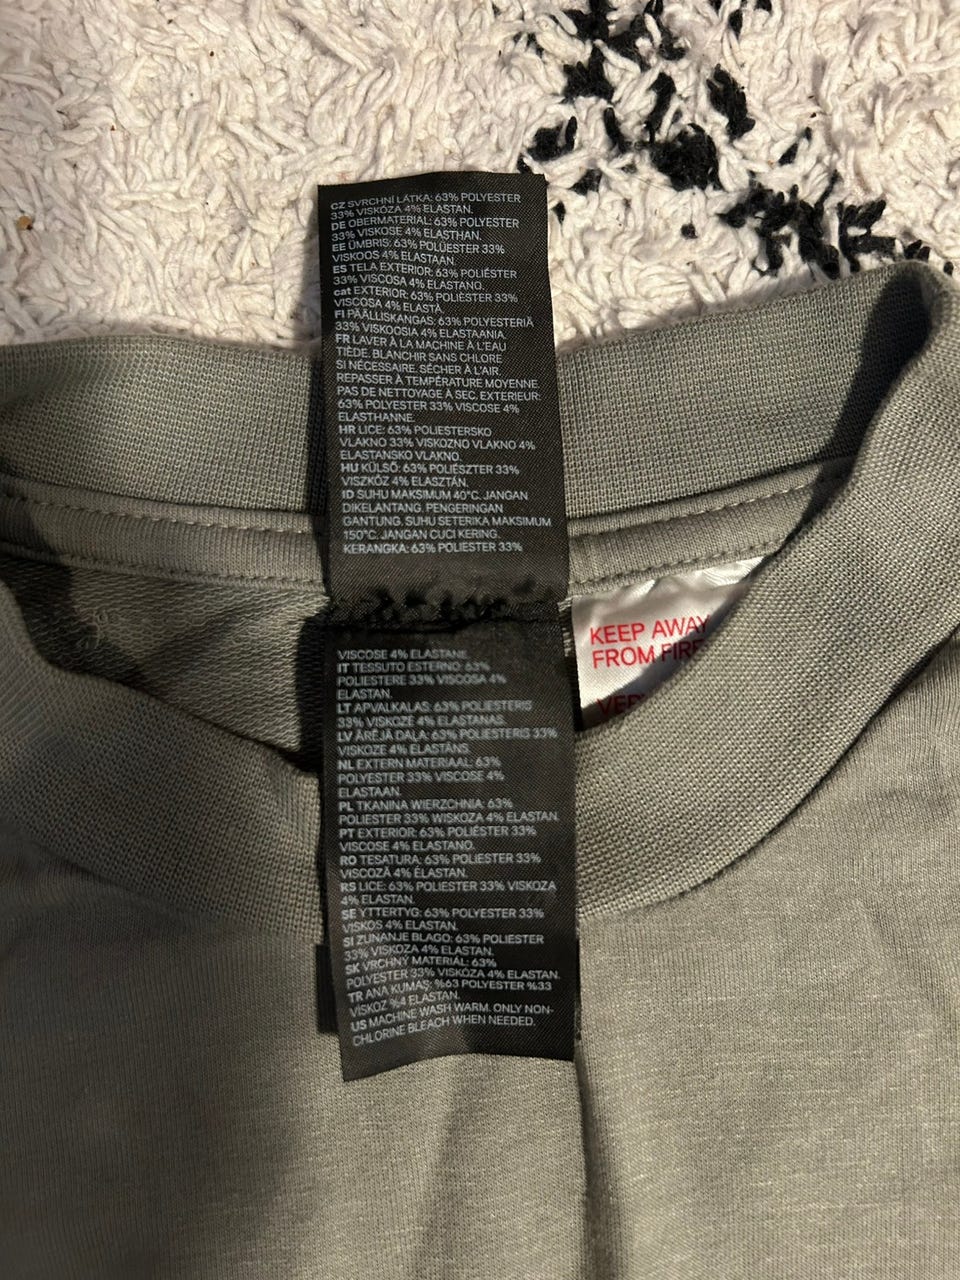 CZ SVRCHNÍ LÁTKA: 63% POLYESTER
33% VISKÓZA 4% ELASTAN.
DE OBERMATERIAL: 63% POLYESTER
33% VISKOSE 4% ELASTHAN.
EE ÜMBRIS: 63% POLÜESTER 33%
VISKOOS 4% ELASTAAN.
ES TELA EXTERIOR: 63% POLIÉSTER
33% VISCOSA 4% ELASTANO.
cat EXTERIOR: 63% POLIÈSTER 33%
VISCOSA 4% ELASTÀ.
FI PÄÄLLISKANGAS: 63% POLYESTERIÄ
33% VISKOOSIA 4% ELASTAANIA.
FR LAVER À LA MACHINE À L'EAU
TIÈDE. BLANCHIR SANS CHLORE
SI NÉCESSAIRE. SÉCHER À L'AIR.
REPASSER À TEMPÉRATURE MOYENNE.
PAS DE NETTOYAGE À SEC. EXTERIEUR:
63% POLYESTER 33% VISCOSE 4%
ELASTHANNE.
HR LICE: 63% POLIESTERSKO
VLAKNO 33% VISKOZNO VLAKNO 4%
ELASTANSKO VLAKNO.
HU KÜLSŐ: 63% POLIÉSZTER 33%
VISZKÓZ 4% ELASZTÁN.
ID SUHU MAKSIMUM 40°C. JANGAN
DIKELANTANG. PENGERINGAN
GANTUNG. SUHU SETERIKA MAKSIMUM
150°C. JANGAN CUCI KERING.
KERANGKA: 63% POLYESTER 33%
VISCOSE 4% ELASTANE.
IT TESSUTO ESTERNO: 63%
POLIESTERE 33% VISCOSA 4%
ELASTAN.
LT APVALKALAS: 63% POLIESTERIS
33% VISKOZĖ 4% ELASTANAS.
LV ĀRĒJĀ DAĻA: 63% POLIESTERIS 33%
VISKOZE 4% ELASTĀNS.
NL EXTERN MATERIAAL: 63%
POLYESTER 33% VISCOSE 4%
ELASTAAN.
PL TKANINA WIERZCHNIA: 63%
POLIESTER 33% WISKOZA 4% ELASTAN.
PT EXTERIOR: 63% POLIÉSTER 33%
VISCOSE 4% ELASTANO.
RO TESATURA: 63% POLIESTER 33%
VISCOZĂ 4% ELASTAN.
RS LICE: 63% POLIESTER 33% VISKOZA
4% ELASTAN.
SE YTTERTYG: 63% POLYESTER 33%
VISKOS 4% ELASTAN.
SI ZUNANJE BLAGO: 63% POLIESTER
33% VISKOZA 4% ELASTAN.
SK VRCHNÝ MATERIÁL: 63%
POLYESTER 33% VISKÓZA 4% ELASTAN.
TR ANA KUMAŞ: %63 POLYESTER %33
VİSKOZ %4 ELASTAN.
US MACHINE WASH WARM. ONLY NON-
CHLORINE BLEACH WHEN NEEDED.
KEEP AWAY
FROM FIRE